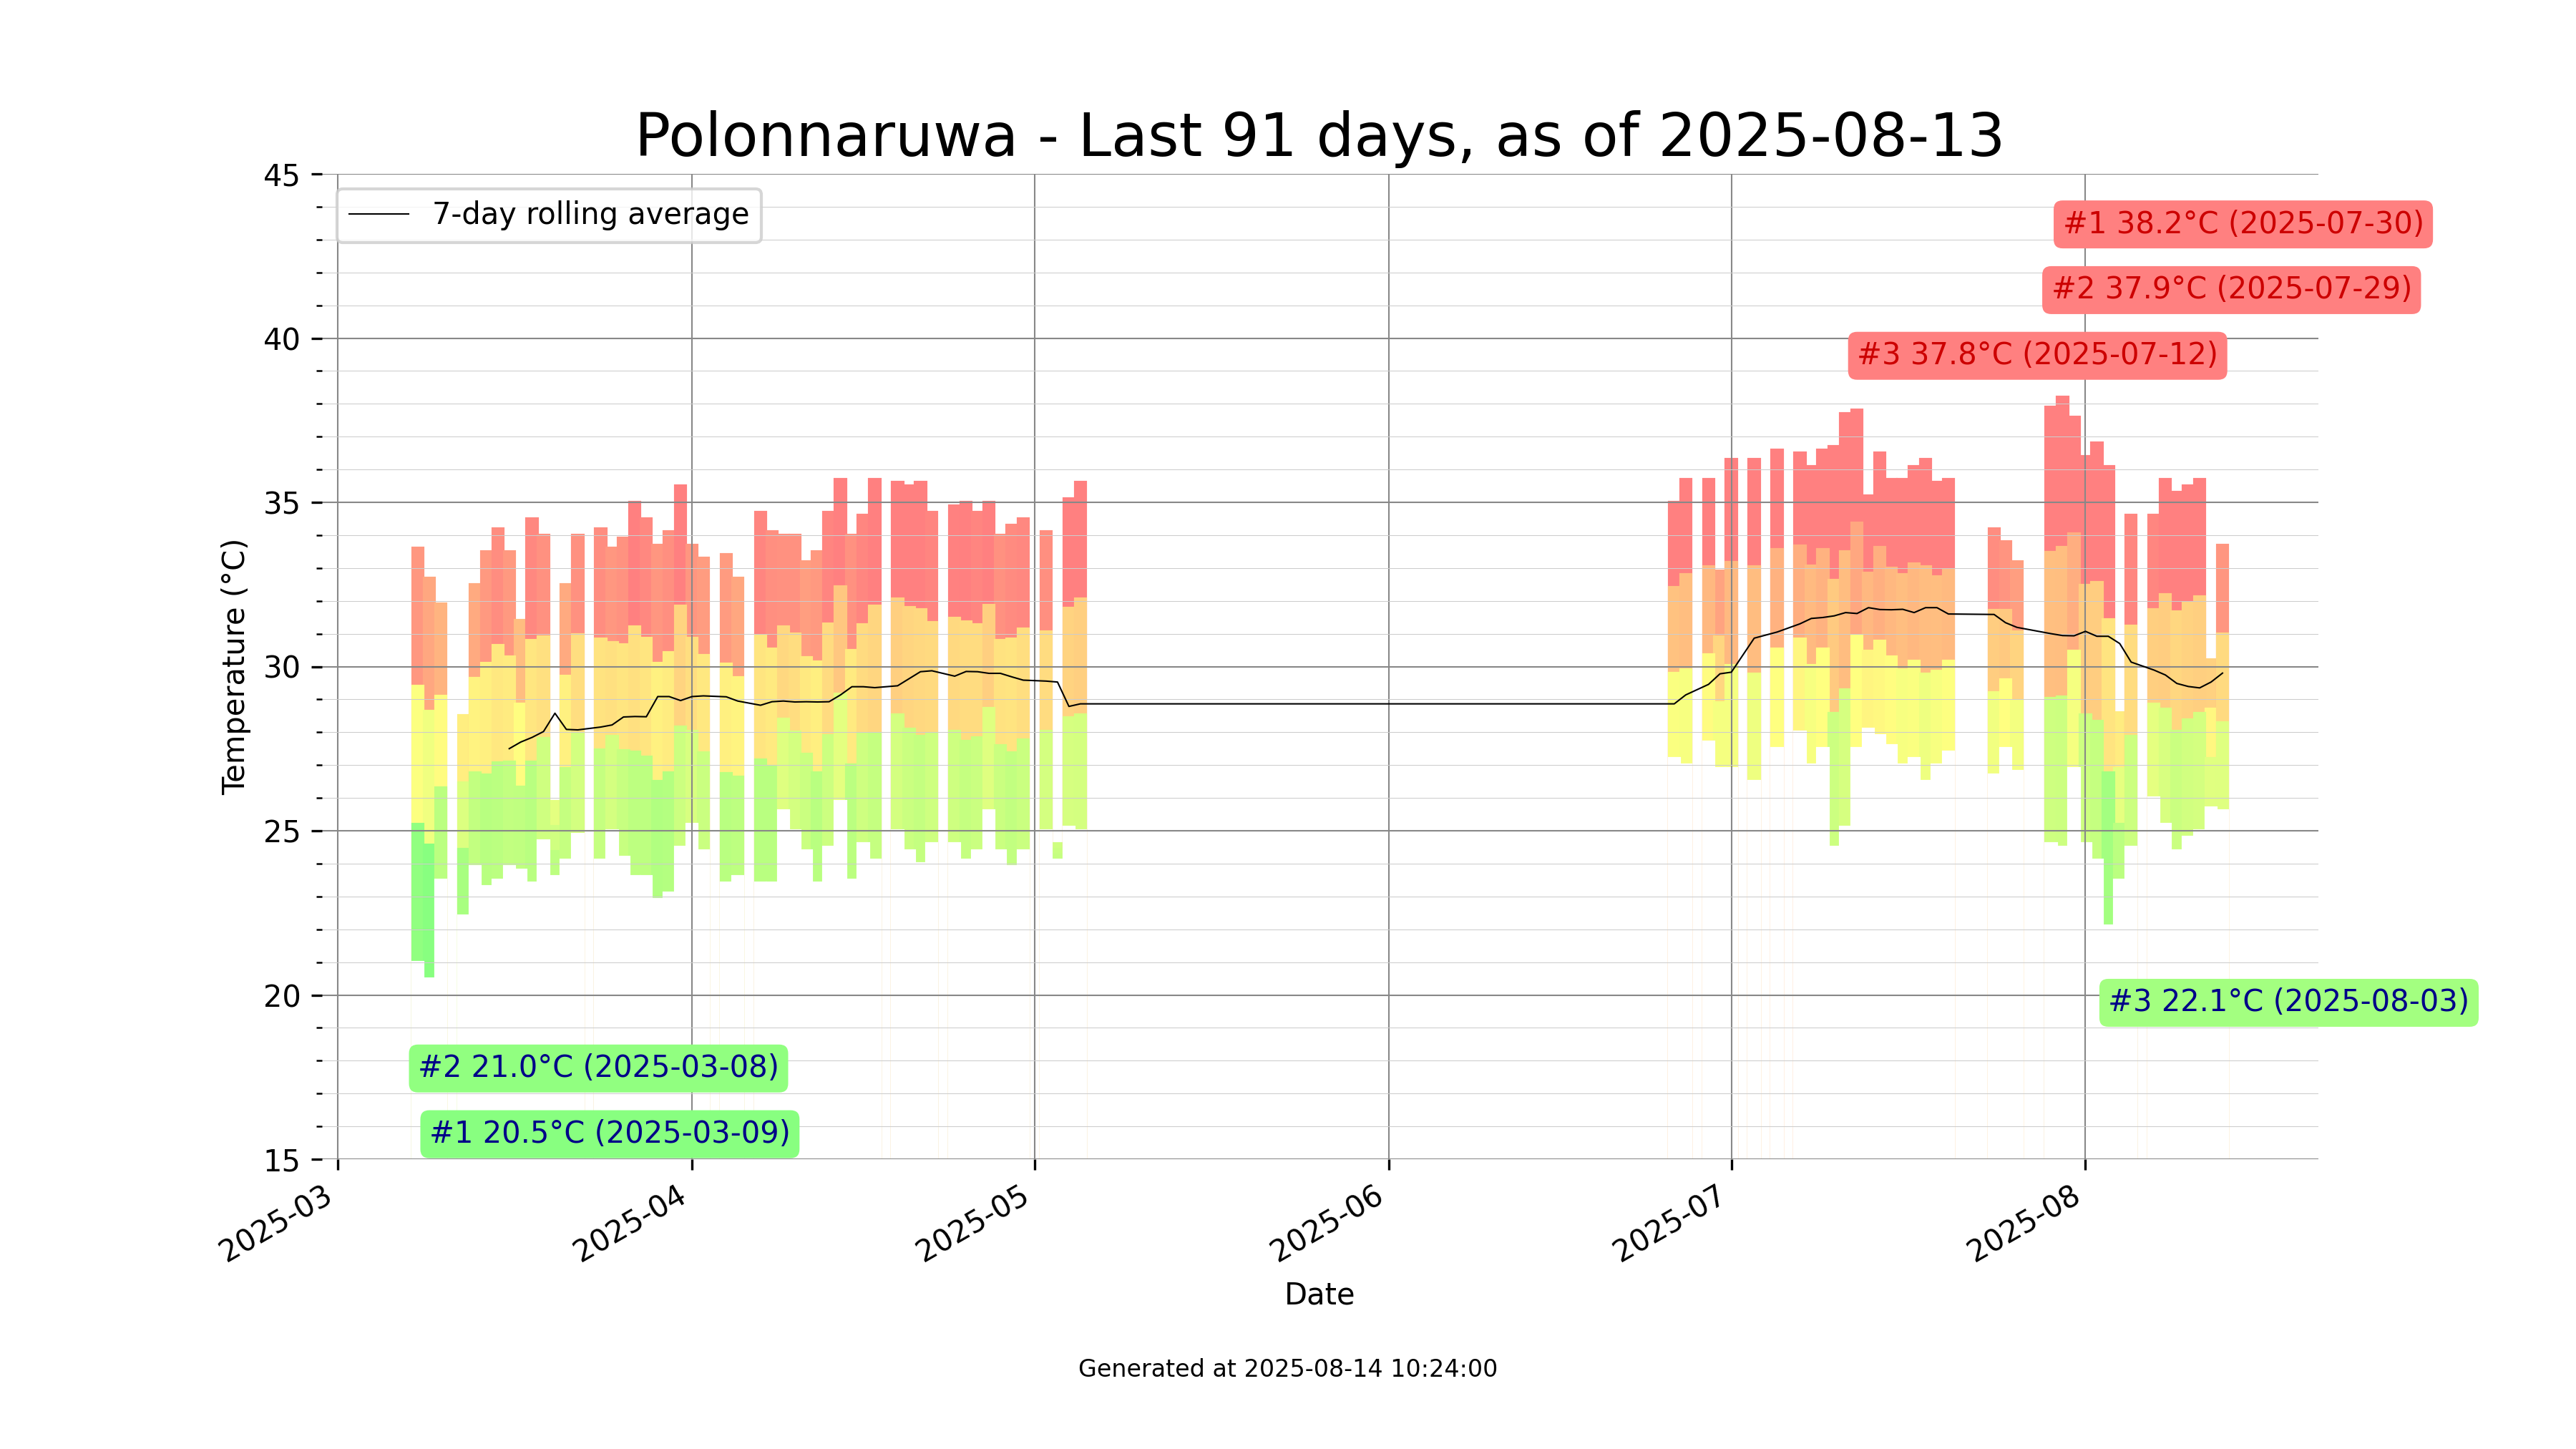 Polonnaruwa - Last 91 days, as of 2025-08-13
45
7-day rolling average
#1 38.2°C (2025-07-30)
#2 37.9°C (2025-07-29)
40
#3 37.8°C (2025-07-12)
35
30
Temperature (°C)
25
20
#3 22.1°C (2025-08-03)
#2 21.0°C (2025-03-08)
#1 20.5°C (2025-03-09)
15
2025-03
2025-04
2025-05
2025-06
2025-07
2025-08
Date
Generated at 2025-08-14 10:24:00